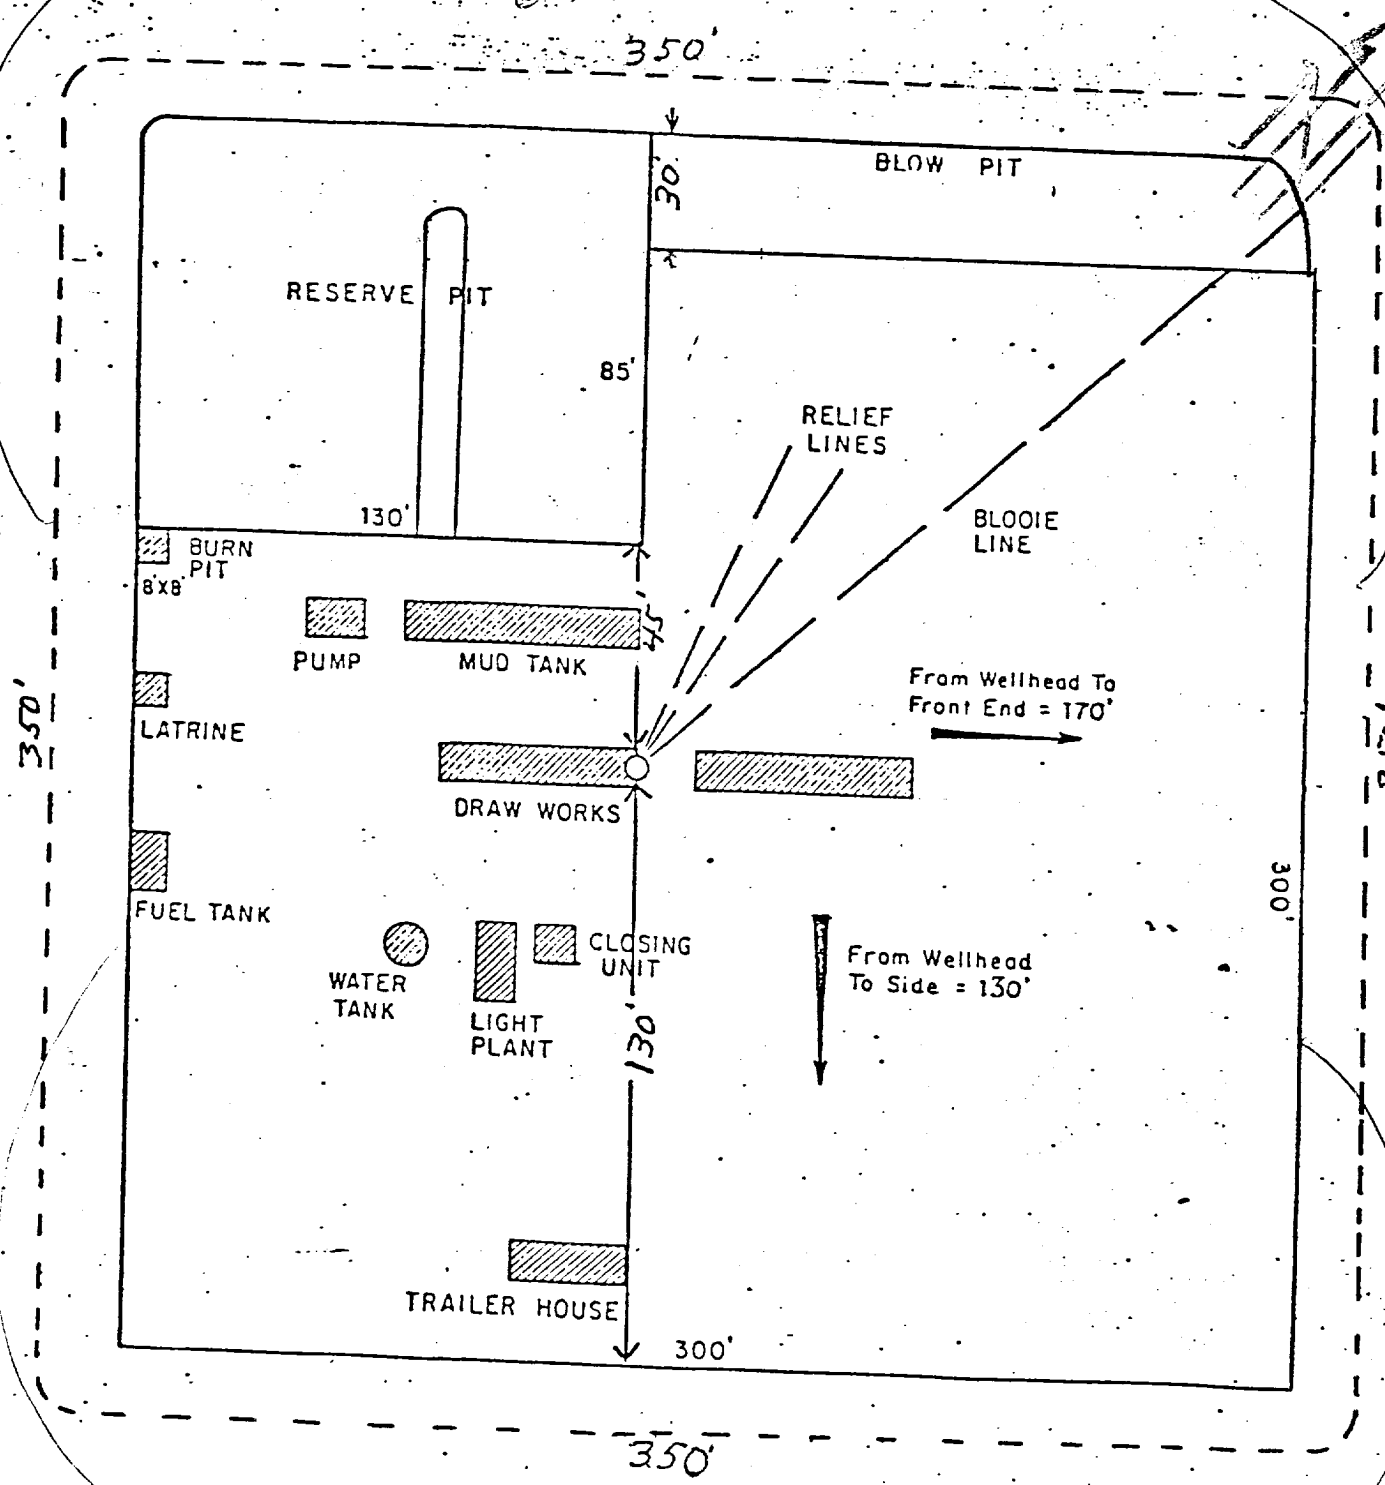 350'
BLOW PIT
30'
RESERVE PIT
85'
RELIEF
LINES
130'
BLOOIE
LINE
BURN
PIT
8'X8'
45'
PUMP
MUD TANK
From Wellhead To
Front End = 170'
350'
LATRINE
DRAW WORKS
300'
FUEL TANK
CLOSING
UNIT
From Wellhead
To Side = 130'
WATER
TANK
LIGHT
PLANT
130'
TRAILER HOUSE
300'
350'